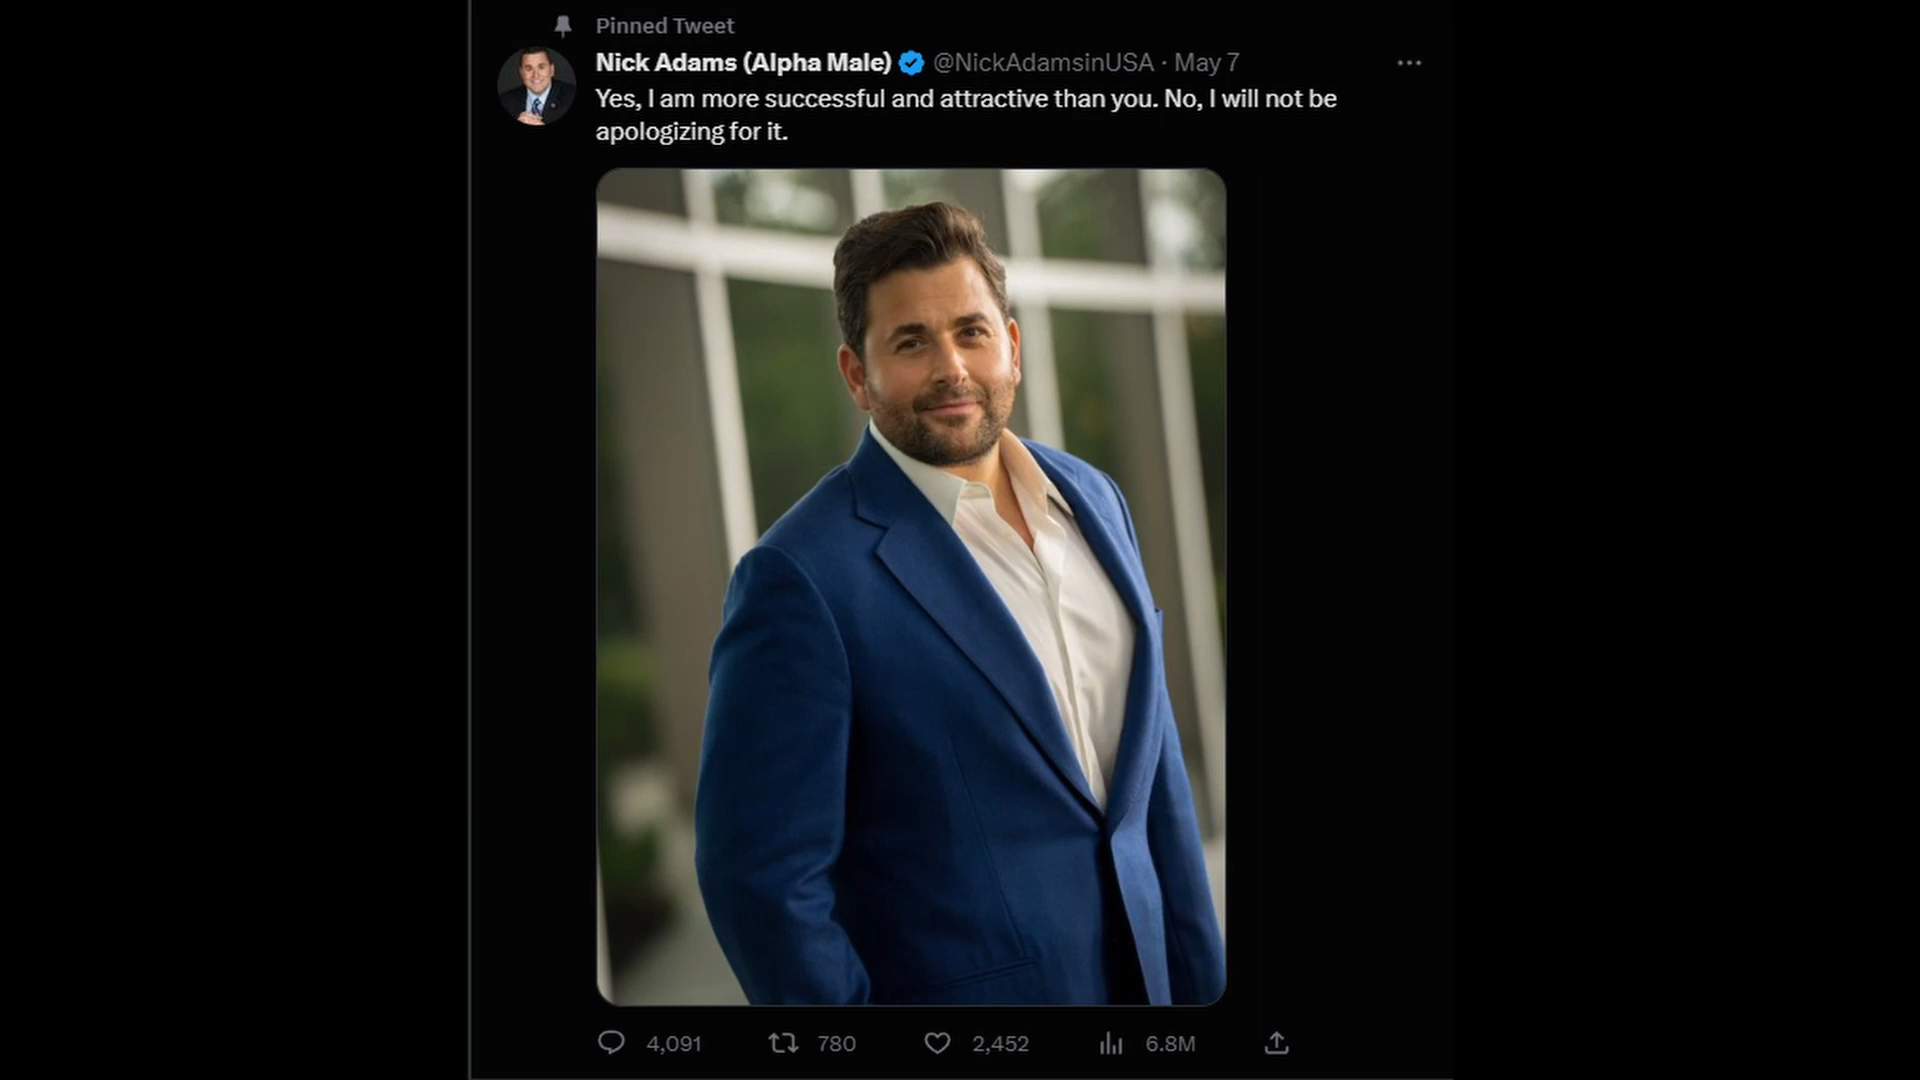 Pinned Tweet
Nick Adams (Alpha Male) @NickAdamsinUSA · May 7
Yes, I am more successful and attractive than you. No, I will not be
apologizing for it.
4,091 780 2,452 6.8M